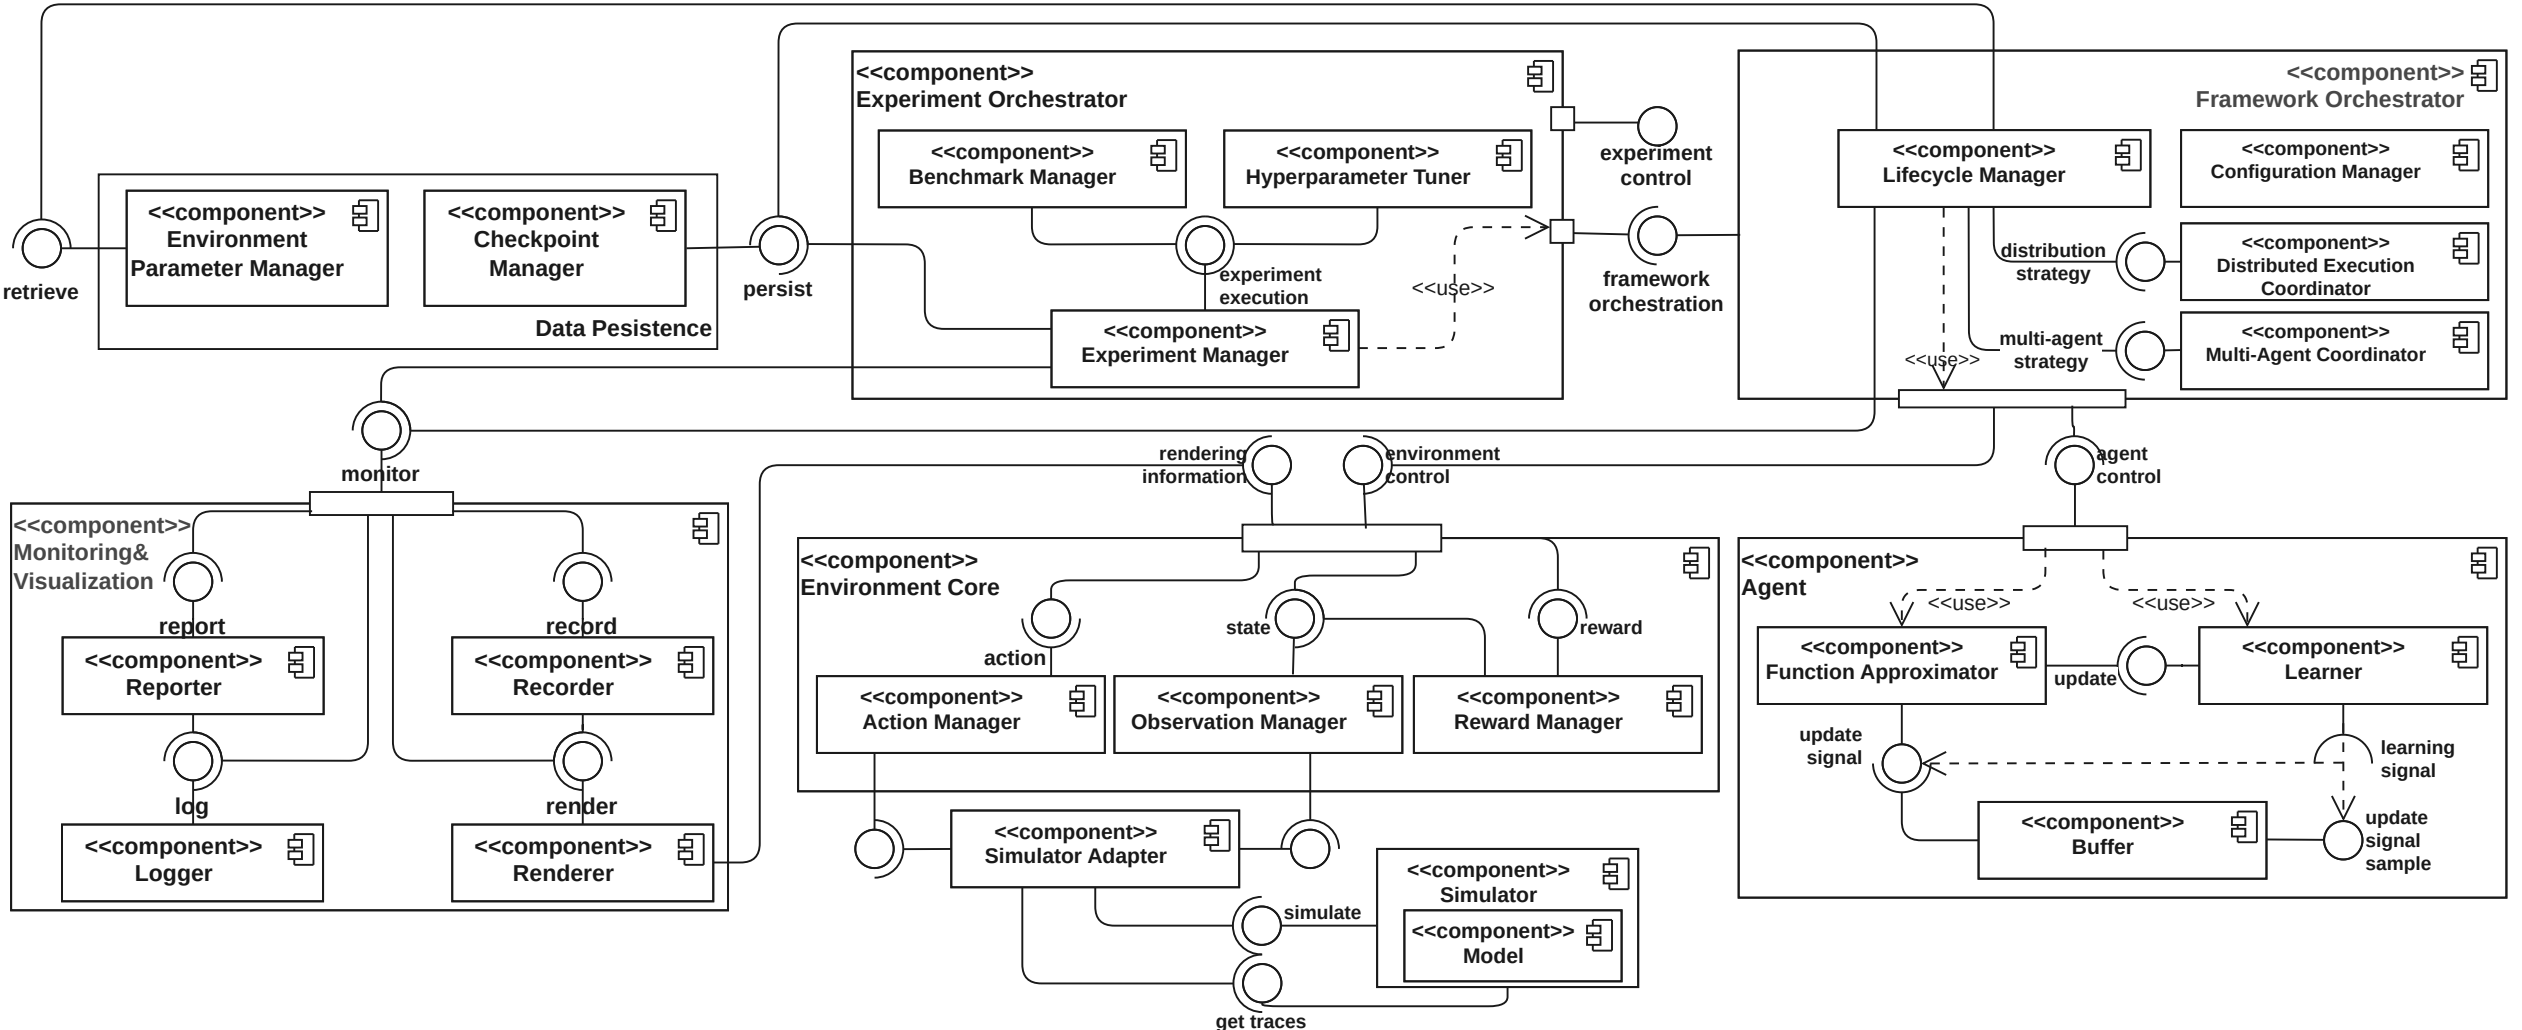 <<component>>
Experiment Orchestrator
<<component>>
Framework Orchestrator
<<component>>
Benchmark Manager
<<component>>
Hyperparameter Tuner
experiment
control
<<component>>
Lifecycle Manager
<<component>>
Configuration Manager
<<component>>
Environment
Parameter Manager
<<component>>
Checkpoint
Manager
retrieve
Data Pesistence
persist
experiment
execution
<<use>>
framework
orchestration
distribution
strategy
<<component>>
Distributed Execution
Coordinator
<<component>>
Experiment Manager
<<use>>
multi-agent
strategy
<<component>>
Multi-Agent Coordinator
monitor
rendering
information
environment
control
agent
control
<<component>>
Monitoring&
Visualization
report
record
<<component>>
Reporter
<<component>>
Recorder
log
render
<<component>>
Logger
<<component>>
Renderer
<<component>>
Environment Core
action
state
reward
<<component>>
Action Manager
<<component>>
Observation Manager
<<component>>
Reward Manager
<<component>>
Simulator Adapter
simulate
get traces
<<component>>
Simulator
<<component>>
Model
<<component>>
Agent
<<use>>
<<use>>
<<component>>
Function Approximator
update
<<component>>
Learner
update
signal
learning
signal
<<component>>
Buffer
update
signal
sample